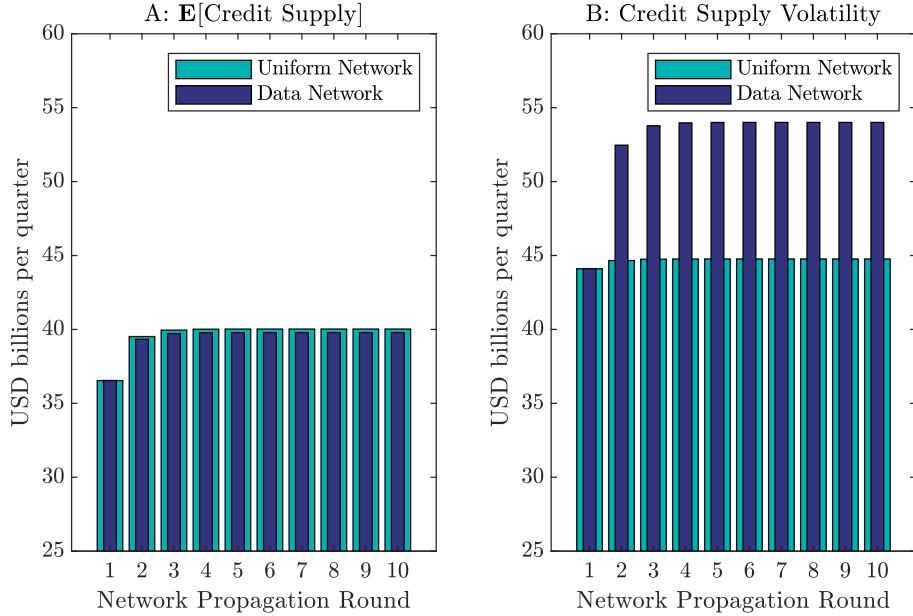 A: E[Credit Supply]
USD billions per quarter
60
55
50
45
40
35
30
25
Uniform Network
Data Network
1 2 3 4 5 6 7 8 9 10
Network Propagation Round
B: Credit Supply Volatility
USD billions per quarter
60
55
50
45
40
35
30
25
Uniform Network
Data Network
1 2 3 4 5 6 7 8 9 10
Network Propagation Round